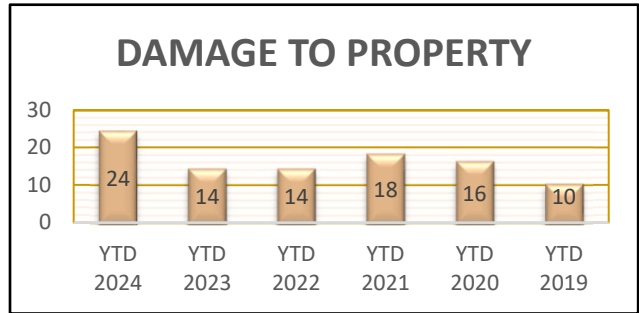 DAMAGE TO PROPERTY
30
20
10
0
24
14
14
18
16
10
YTD 2024
YTD 2023
YTD 2022
YTD 2021
YTD 2020
YTD 2019